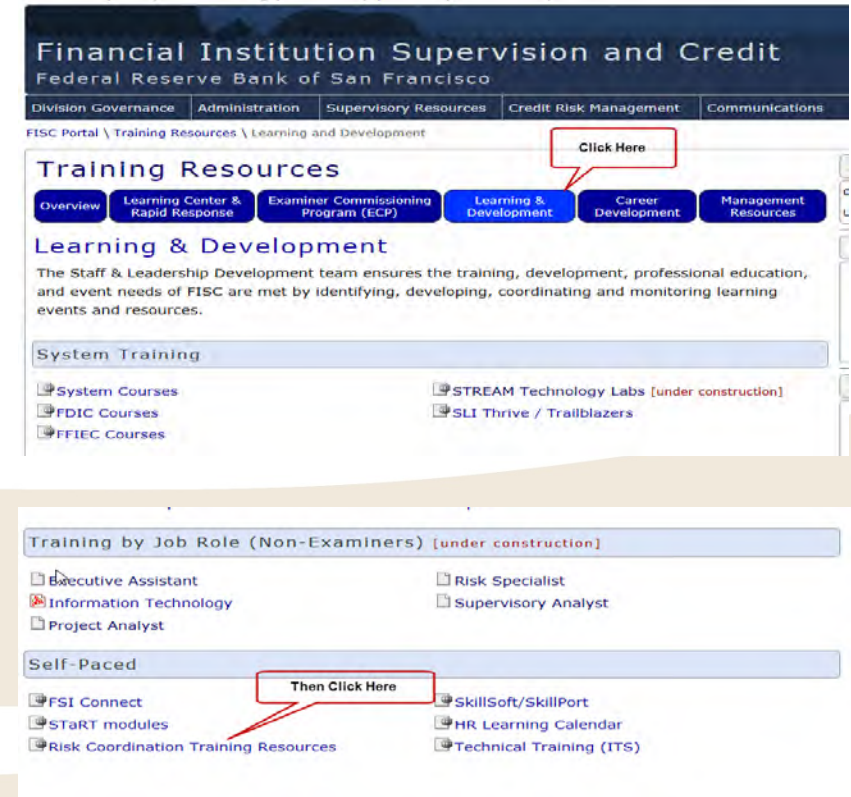 Financial Institution Supervision and Credit
Federal Reserve Bank of San Francisco
Division Governance Administration Supervisory Resources Credit Risk Management Communications
FISC Portal \ Training Resources \ Learning and Development
Click Here
Training Resources
Overview Learning Center & Rapid Response Examiner Commissioning Program (ECP) Learning & Development Career Development Management Resources
Learning & Development
The Staff & Leadership Development team ensures the training, development, professional education,
and event needs of FISC are met by identifying, developing, coordinating and monitoring learning
events and resources.
System Training
System Courses STREAM Technology Labs [under construction]
FDIC Courses SLI Thrive / Trailblazers
FFIEC Courses
Training by Job Role (Non-Examiners) [under construction]
Executive Assistant Risk Specialist
Information Technology Supervisory Analyst
Project Analyst
Self-Paced
Then Click Here
FSI Connect SkillSoft/SkillPort
STaRT modules HR Learning Calendar
Risk Coordination Training Resources Technical Training (ITS)